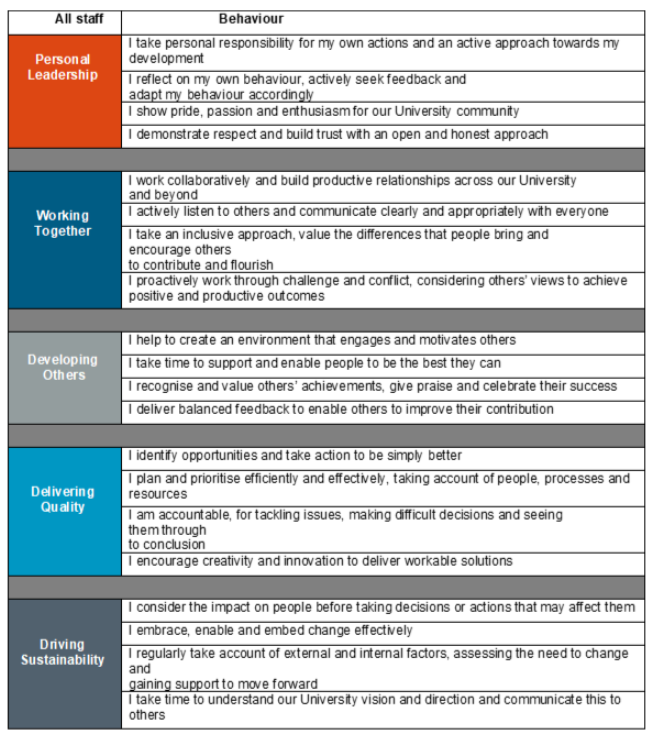 All staff
Behaviour
Personal
Leadership
I take personal responsibility for my own actions and an active approach towards my
development
I reflect on my own behaviour, actively seek feedback and
adapt my behaviour accordingly
I show pride, passion and enthusiasm for our University community
I demonstrate respect and build trust with an open and honest approach
Working
Together
I work collaboratively and build productive relationships across our University
and beyond
I actively listen to others and communicate clearly and appropriately with everyone
I take an inclusive approach, value the differences that people bring and
encourage others
to contribute and flourish
I proactively work through challenge and conflict, considering others' views to achieve
positive and productive outcomes
Developing
Others
I help to create an environment that engages and motivates others
I take time to support and enable people to be the best they can
I recognise and value others' achievements, give praise and celebrate their success
I deliver balanced feedback to enable others to improve their contribution
Delivering
Quality
I identify opportunities and take action to be simply better
I plan and prioritise efficiently and effectively, taking account of people, processes and
resources
I am accountable, for tackling issues, making difficult decisions and seeing
them through
to conclusion
I encourage creativity and innovation to deliver workable solutions
Driving
Sustainability
I consider the impact on people before taking decisions or actions that may affect them
I embrace, enable and embed change effectively
I regularly take account of external and internal factors, assessing the need to change
and
gaining support to move forward
I take time to understand our University vision and direction and communicate this to
others